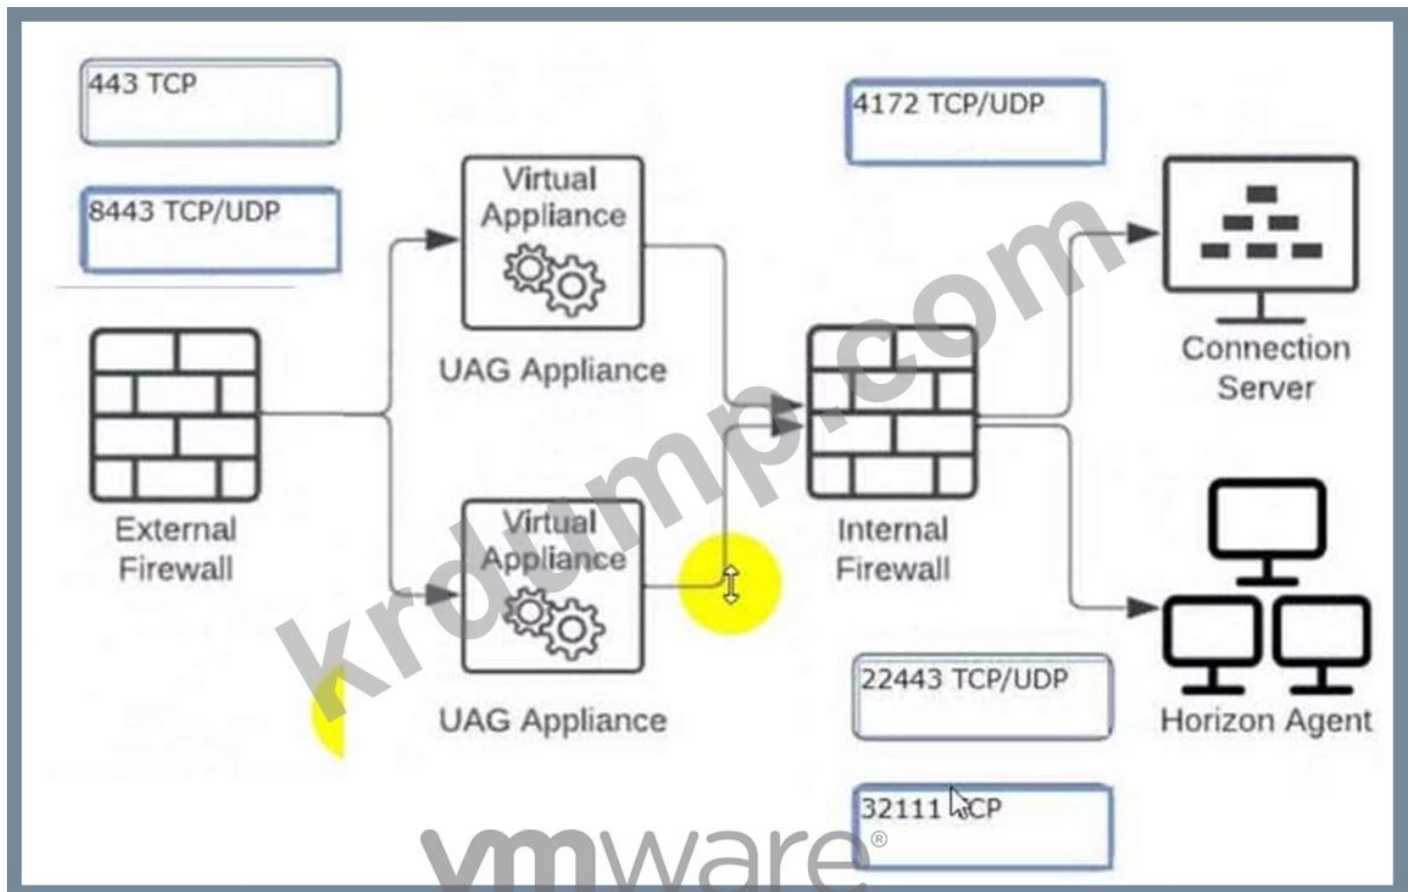 443 TCP
8443 TCP/UDP
4172 TCP/UDP
Virtual
Appliance
UAG Appliance
Connection
Server
External
Firewall
Internal
Firewall
Virtual
Appliance
UAG Appliance
22443 TCP/UDP
Horizon Agent
32111 TCP
krdump.com
vmware®